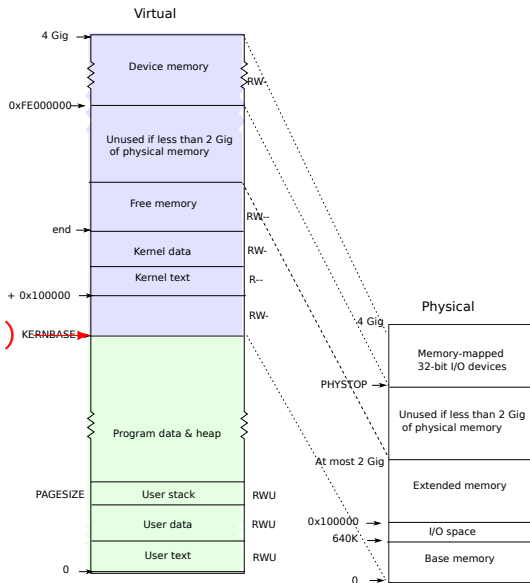 Virtual
4 Gig
Device memory
RW-
0xFE000000
Unused if less than 2 Gig
of physical memory
Free memory
RW--
end
Kernel data
RW-
Kernel text
R--
+ 0x100000
RW-
) KERNBASE
Program data & heap
PAGESIZE
User stack
RWU
User data
RWU
User text
RWU
0
Physical
4 Gig
Memory-mapped
32-bit I/O devices
PHYSTOP
Unused if less than 2 Gig
of physical memory
At most 2 Gig
Extended memory
0x100000
I/O space
640K
Base memory
0